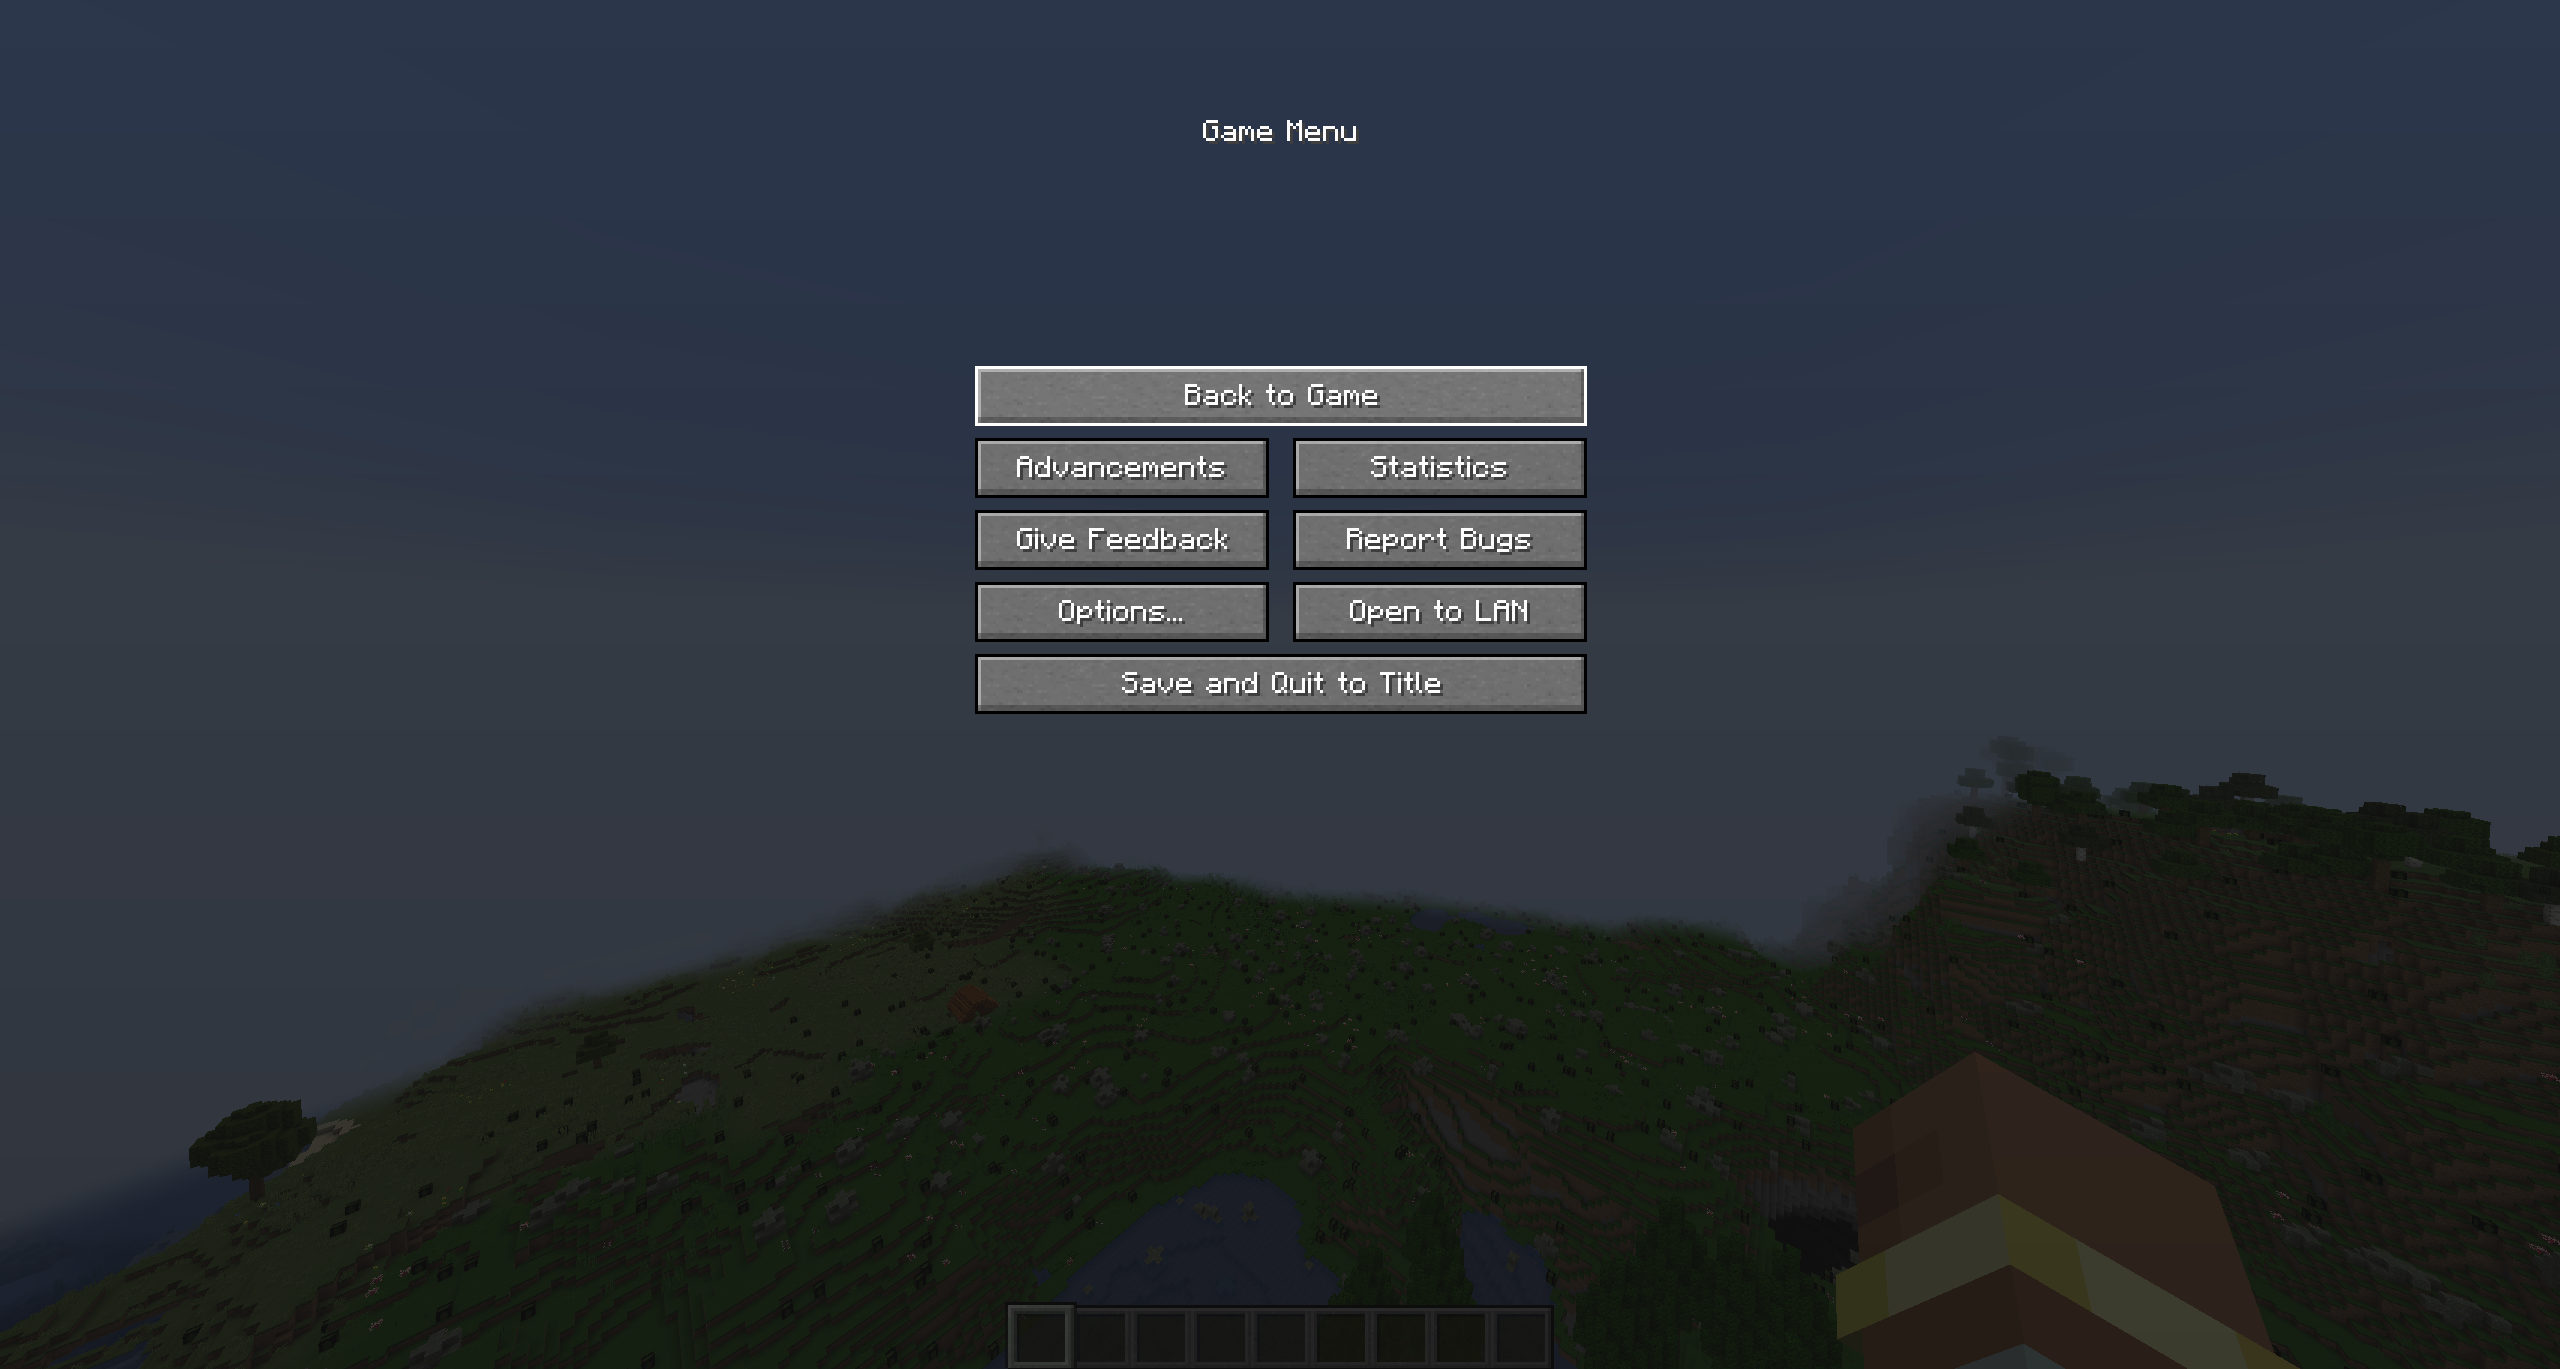 Game Menu
Back to Game
Advancements
Statistics
Give Feedback
Report Bugs
Options...
Open to LAN
Save and Quit to Title